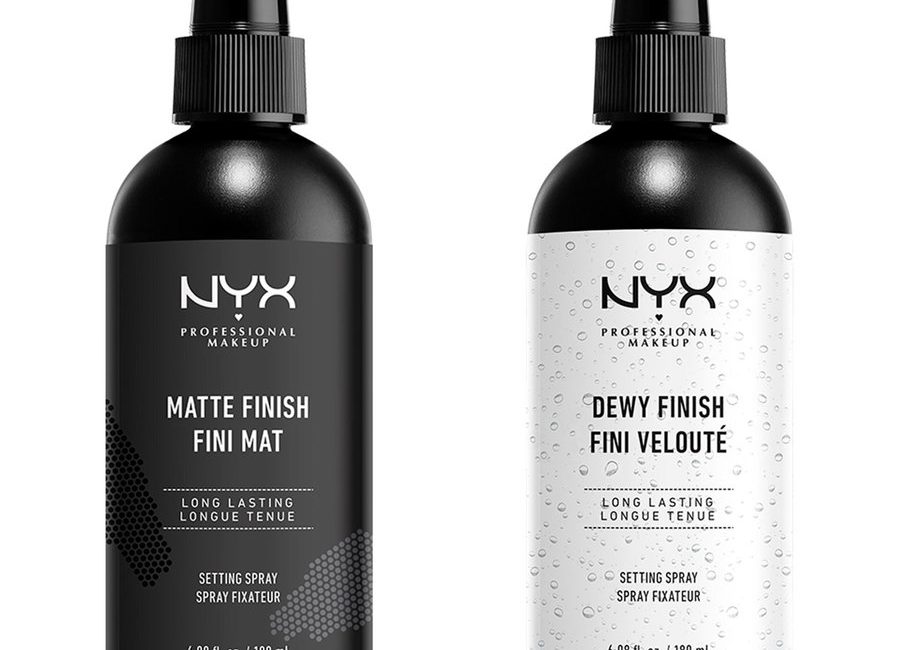 NYX
PROFESSIONAL
MAKEUP
MATTE FINISH
FINI MAT
LONG LASTING
LONGUE TENUE
SETTING SPRAY
SPRAY FIXATEUR
NYX
PROFESSIONAL
MAKEUP
DEWY FINISH
FINI VELOUTÉ
LONG LASTING
LONGUE TENUE
SETTING SPRAY
SPRAY FIXATEUR